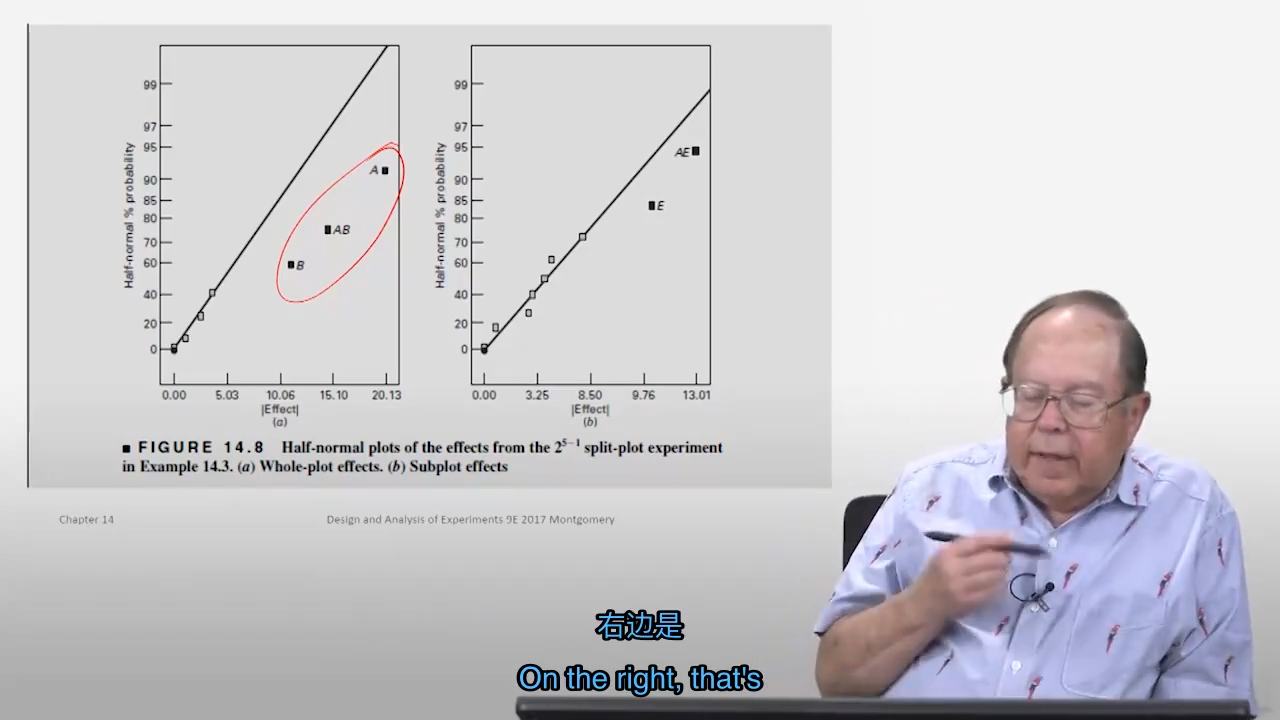 99
97
95
90
85
80
70
60
40
20
0
Half-normal % probability
A
AB
B
0.00 5.03 10.06 15.10 20.13
|Effect|
(a)
99
97
95
90
85
80
70
60
40
20
0
Half-normal % probability
AE
E
0.00 3.25 8.50 9.76 13.01
|Effect|
(b)
■ FIGURE 14.8 Half-normal plots of the effects from the 2⁵⁻¹ split-plot experiment
in Example 14.3. (a) Whole-plot effects. (b) Subplot effects
Chapter 14
Design and Analysis of Experiments 9E 2017 Montgomery
右边是
On the right, that's